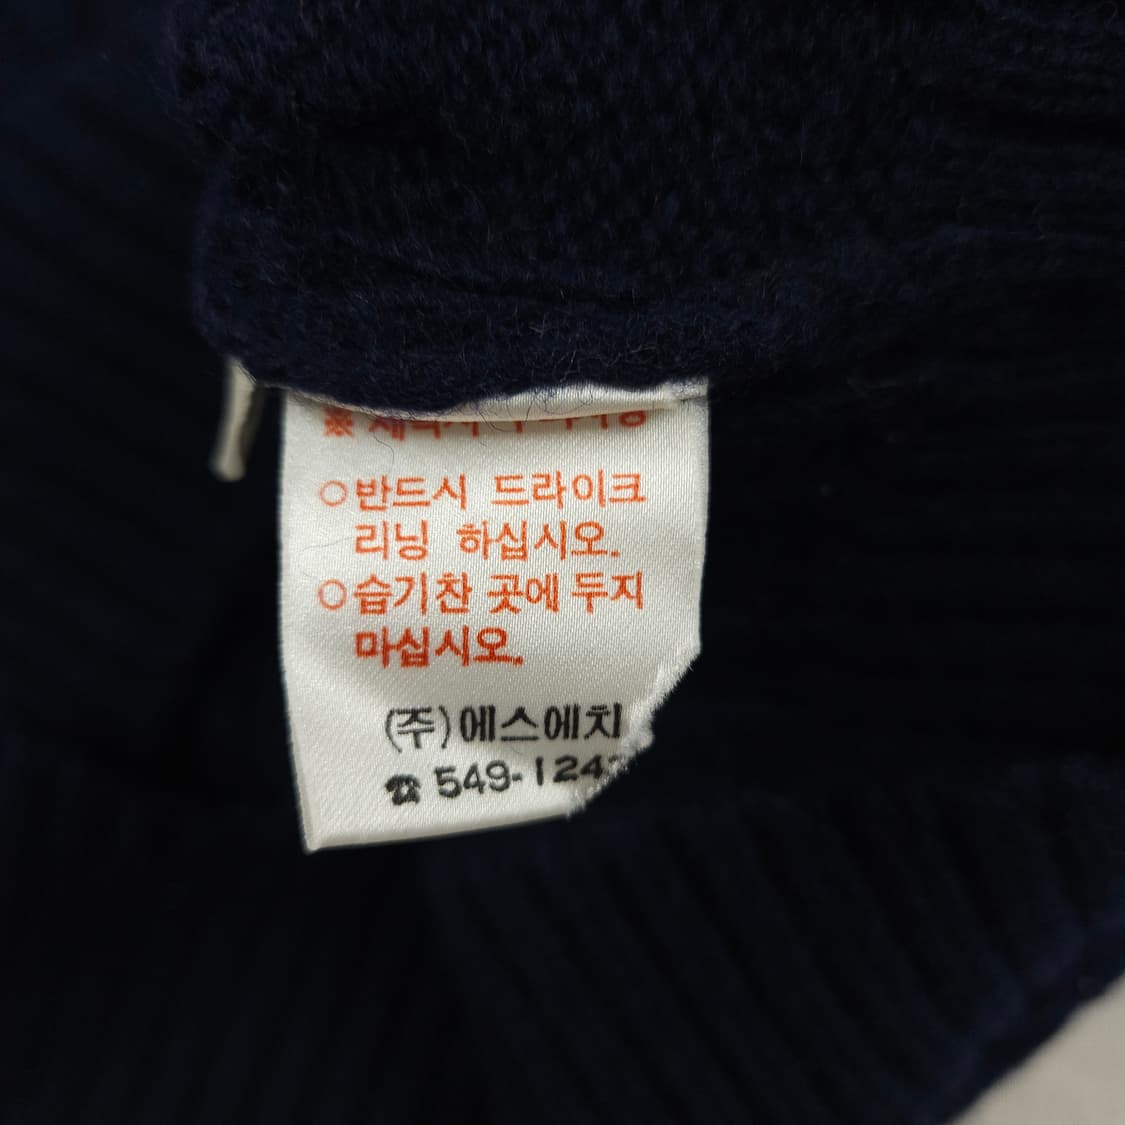 ○반드시 드라이크
리닝 하십시오.
○습기찬 곳에 두지
마십시오.
(주)에스에치
☎ 549-124